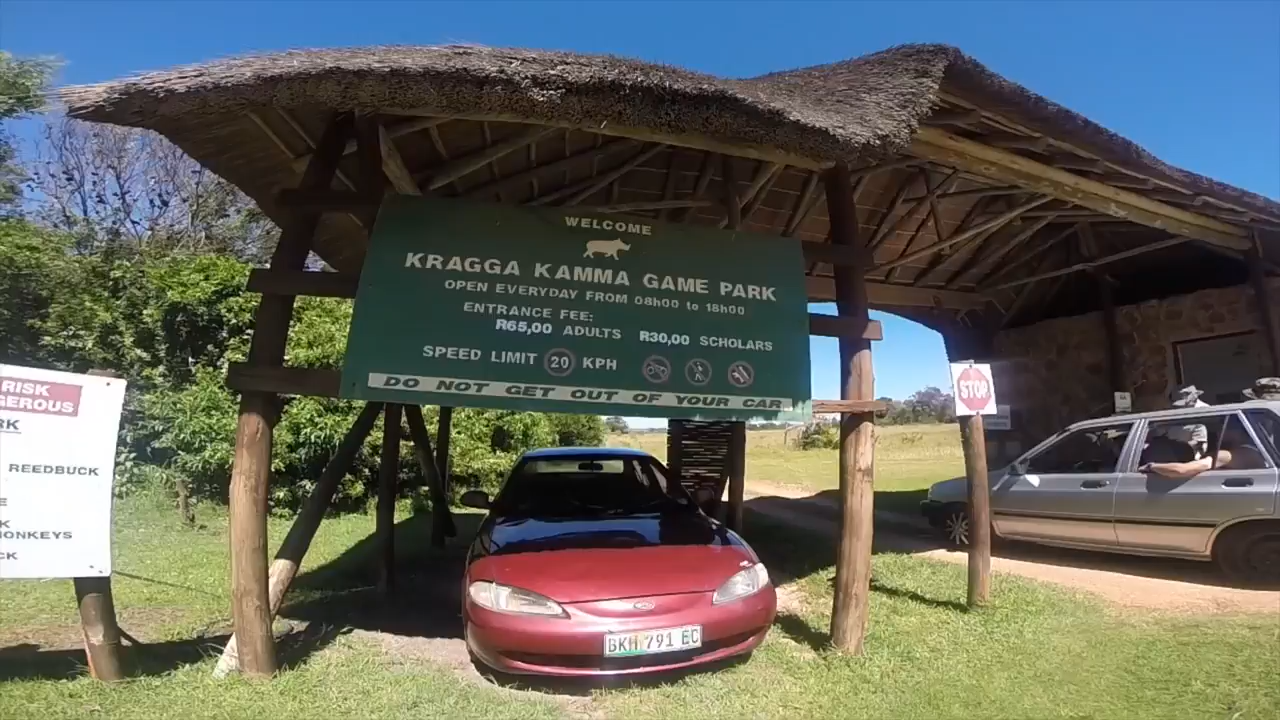 WELCOME
KRAGGA KAMMA GAME PARK
OPEN EVERYDAY FROM 08h00 to 18h00
ENTRANCE FEE:
R65,00 ADULTS R30,00 SCHOLARS
SPEED LIMIT 20 KPH
DO NOT GET OUT OF YOUR CAR
RISK
GEROUS
RK
REEDBUCK
E
K
MONKEYS
CK
STOP
BKH 791 EC